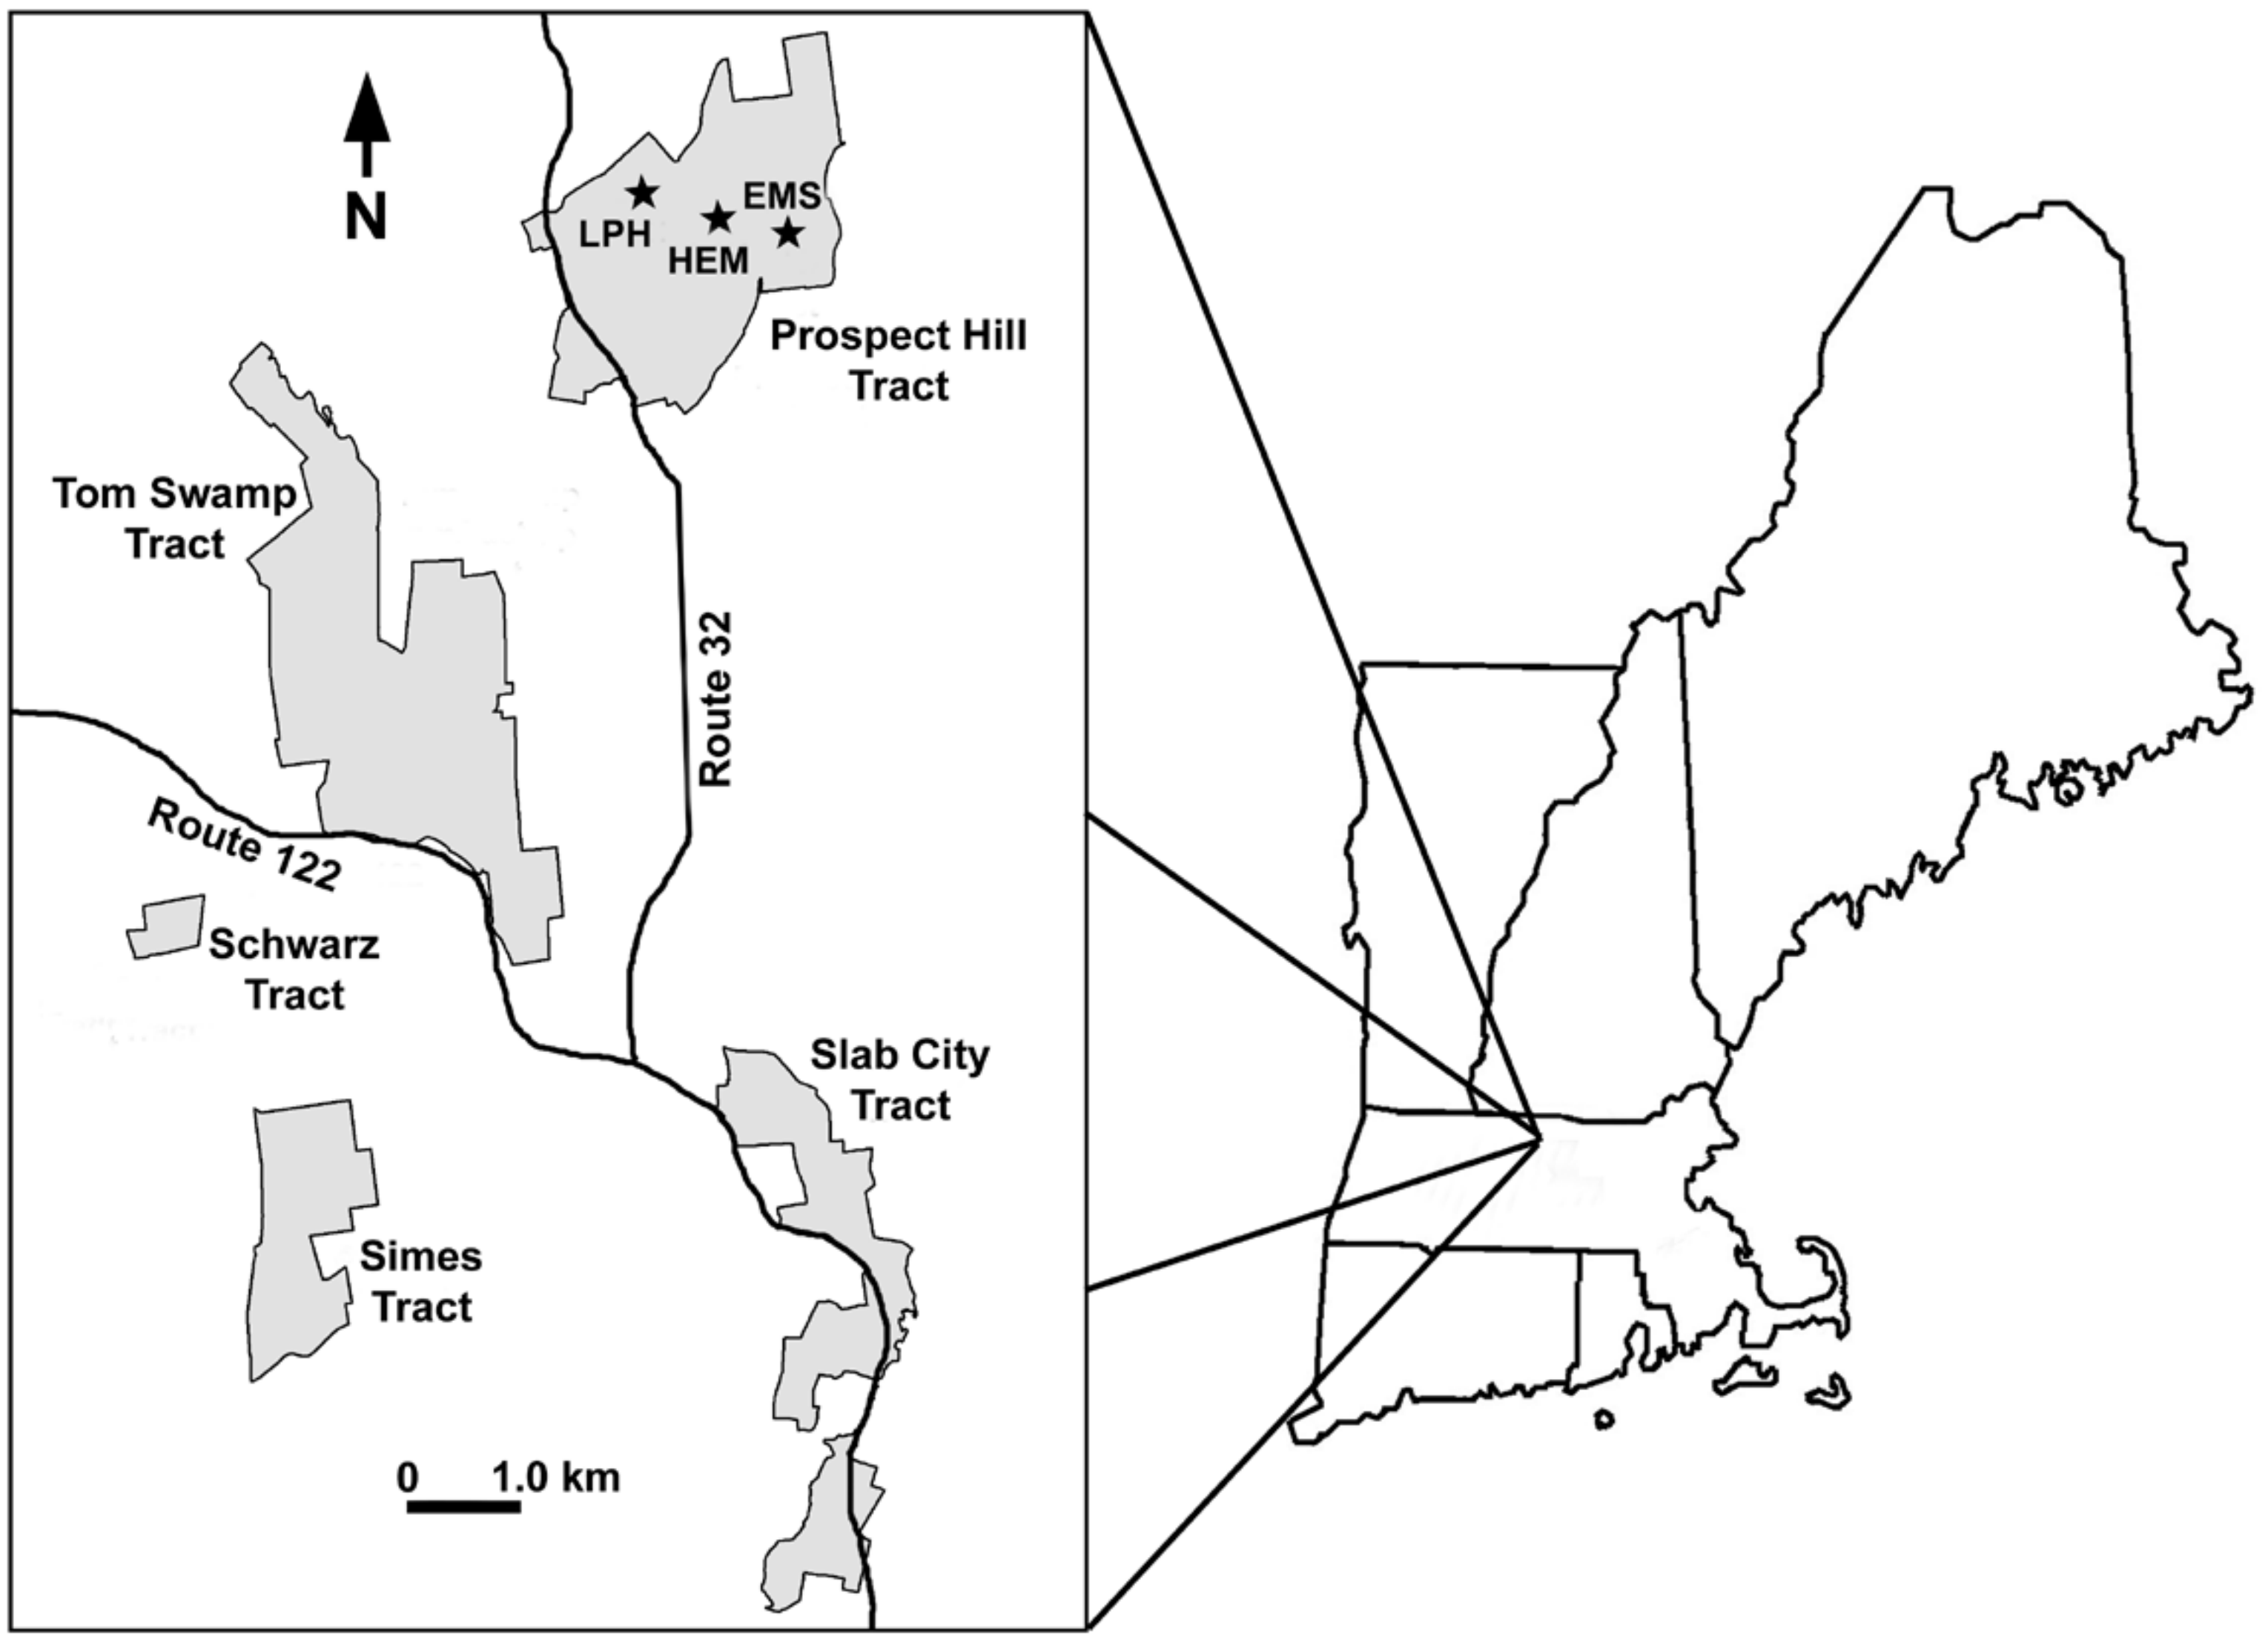 N
EMS
LPH
HEM
Prospect Hill
Tract
Tom Swamp
Tract
Route 32
Route 122
Schwarz
Tract
Slab City
Tract
Simes
Tract
0 1.0 km